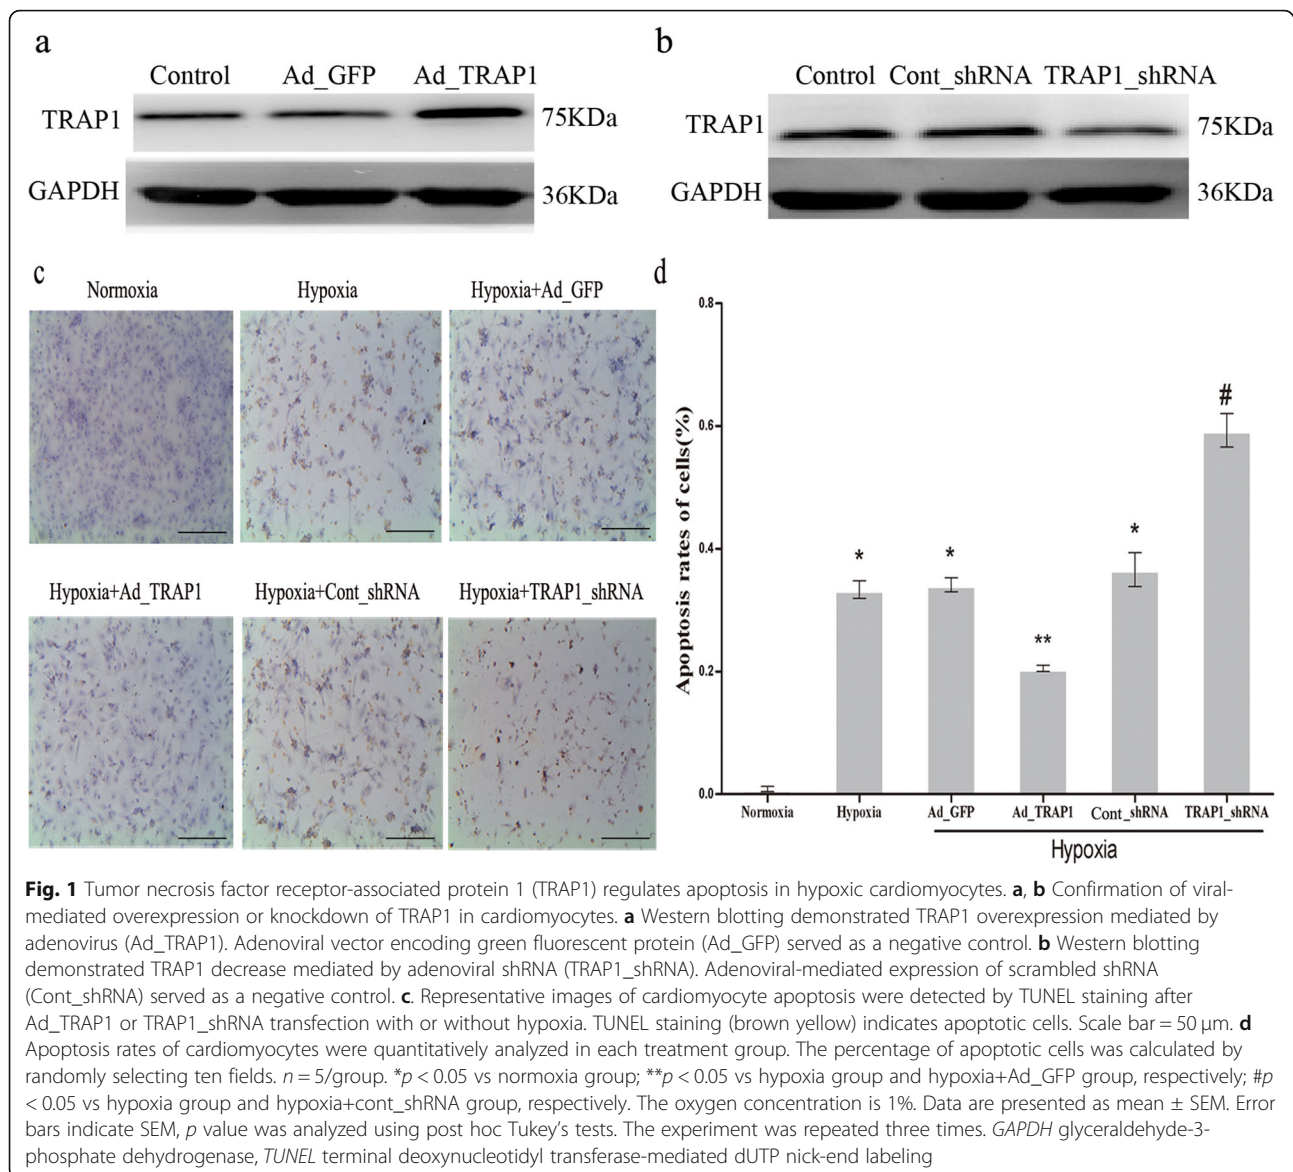 a
Control Ad_GFP Ad_TRAP1
TRAP1 75KDa
GAPDH 36KDa
b
Control Cont_shRNA TRAP1_shRNA
TRAP1 75KDa
GAPDH 36KDa
c
Normoxia Hypoxia Hypoxia+Ad_GFP
Hypoxia+Ad_TRAP1 Hypoxia+Cont_shRNA Hypoxia+TRAP1_shRNA
d
Apoptosis rates of cells(%)
0.8
0.6
0.4
0.2
0.0
* * ** * #
Normoxia Hypoxia Ad_GFP Ad_TRAP1 Cont_shRNA TRAP1_shRNA
Hypoxia
Fig. 1 Tumor necrosis factor receptor-associated protein 1 (TRAP1) regulates apoptosis in hypoxic cardiomyocytes. a, b Confirmation of viral-
mediated overexpression or knockdown of TRAP1 in cardiomyocytes. a Western blotting demonstrated TRAP1 overexpression mediated by
adenovirus (Ad_TRAP1). Adenoviral vector encoding green fluorescent protein (Ad_GFP) served as a negative control. b Western blotting
demonstrated TRAP1 decrease mediated by adenoviral shRNA (TRAP1_shRNA). Adenoviral-mediated expression of scrambled shRNA
(Cont_shRNA) served as a negative control. c. Representative images of cardiomyocyte apoptosis were detected by TUNEL staining after
Ad_TRAP1 or TRAP1_shRNA transfection with or without hypoxia. TUNEL staining (brown yellow) indicates apoptotic cells. Scale bar = 50 μm. d
Apoptosis rates of cardiomyocytes were quantitatively analyzed in each treatment group. The percentage of apoptotic cells was calculated by
randomly selecting ten fields. n = 5/group. *p < 0.05 vs normoxia group; **p < 0.05 vs hypoxia group and hypoxia+Ad_GFP group, respectively; #p
< 0.05 vs hypoxia group and hypoxia+cont_shRNA group, respectively. The oxygen concentration is 1%. Data are presented as mean ± SEM. Error
bars indicate SEM, p value was analyzed using post hoc Tukey's tests. The experiment was repeated three times. GAPDH glyceraldehyde-3-
phosphate dehydrogenase, TUNEL terminal deoxynucleotidyl transferase-mediated dUTP nick-end labeling